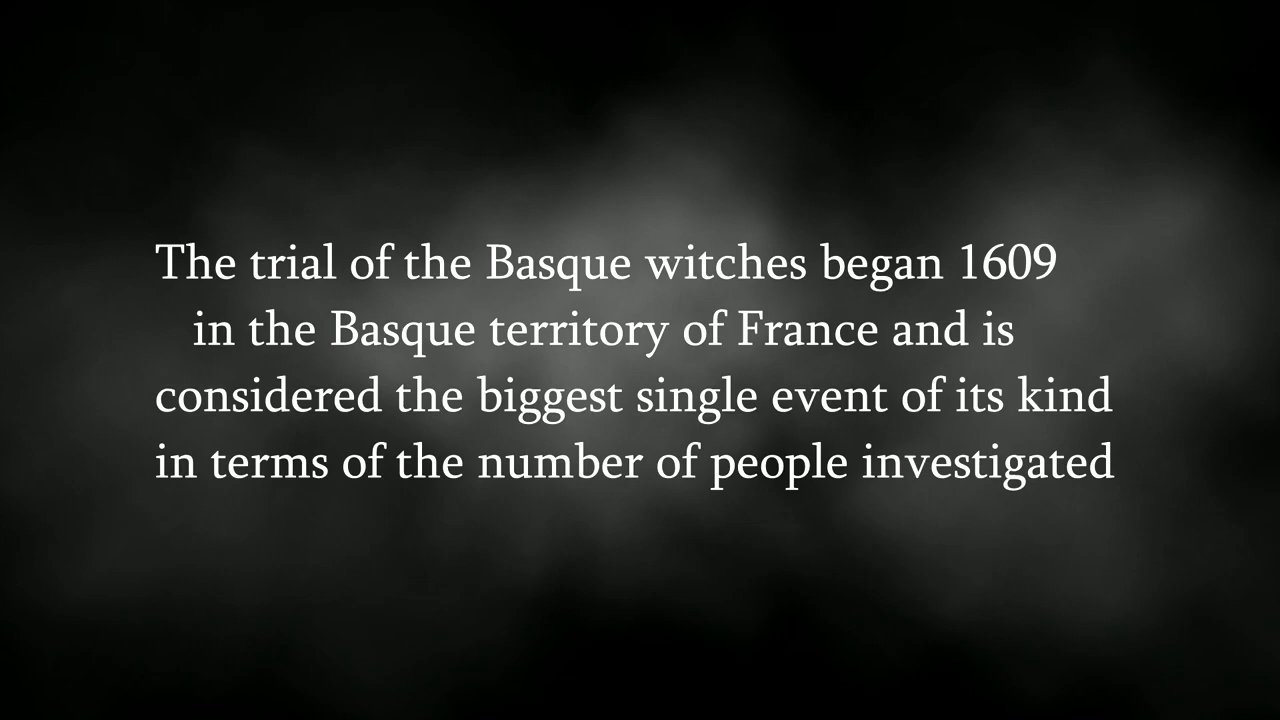 The trial of the Basque witches began 1609
in the Basque territory of France and is
considered the biggest single event of its kind
in terms of the number of people investigated